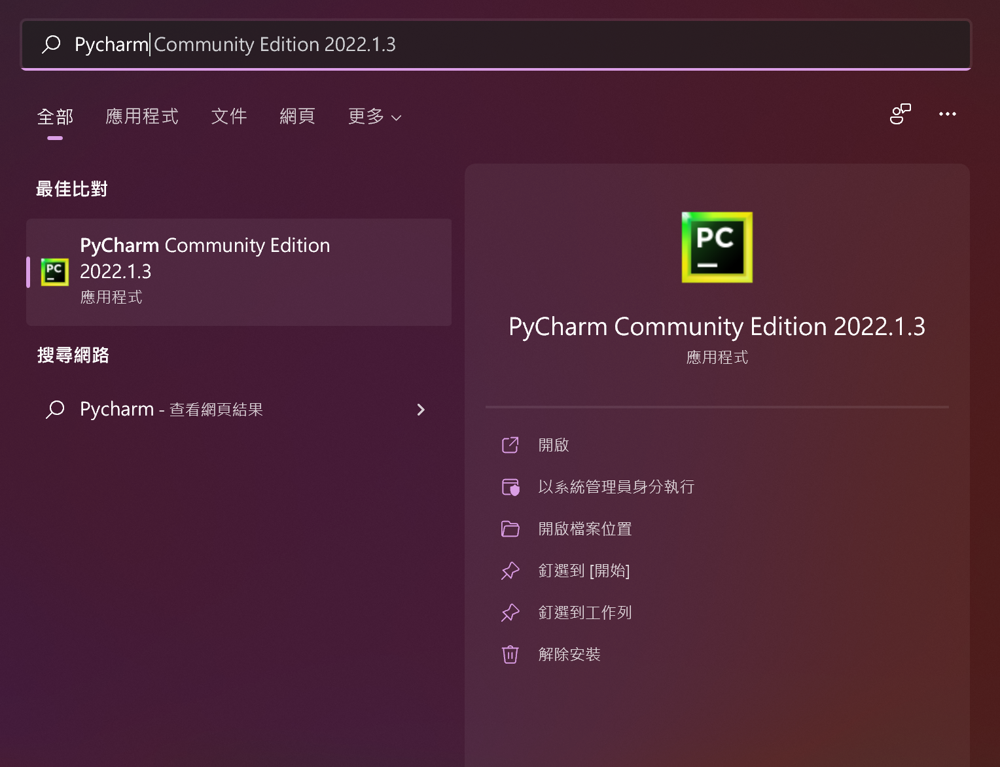 Pycharm Community Edition 2022.1.3
全部 應用程式 文件 網頁 更多
最佳比對
PyCharm Community Edition
2022.1.3
應用程式
搜尋網路
Pycharm - 查看網頁結果
PC
PC
PyCharm Community Edition 2022.1.3
應用程式
開啟
以系統管理員身分執行
開啟檔案位置
釘選到 [開始]
釘選到工作列
解除安裝